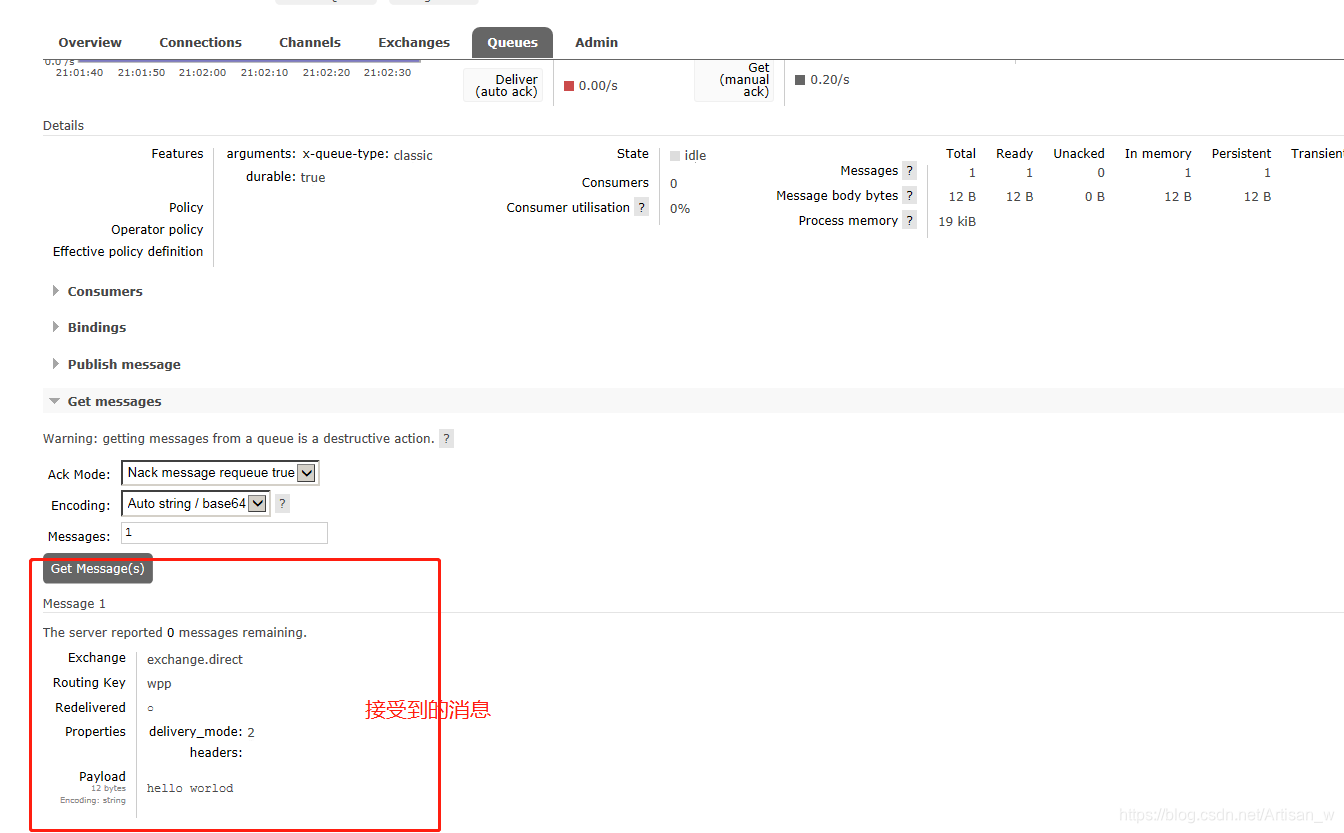 Overview Connections Channels Exchanges Queues Admin
0.0 /s
21:01:40 21:01:50 21:02:00 21:02:10 21:02:20 21:02:30
Deliver (auto ack) 0.00/s
Get (manual ack) 0.20/s
Details
Features arguments: x-queue-type: classic
durable: true
Policy
Operator policy
Effective policy definition
State idle
Consumers 0
Consumer utilisation ? 0%
Total Ready Unacked In memory Persistent Transient
Messages ? 1 1 0 1 1
Message body bytes ? 12 B 12 B 0 B 12 B 12 B
Process memory ? 19 kiB
Consumers
Bindings
Publish message
Get messages
Warning: getting messages from a queue is a destructive action. ?
Ack Mode: Nack message requeue true
Encoding: Auto string / base64 ?
Messages: 1
Get Message(s)
Message 1
The server reported 0 messages remaining.
Exchange exchange.direct
Routing Key wpp
Redelivered ○
接受到的消息
Properties delivery_mode: 2
headers:
Payload
12 bytes
Encoding: string
hello worlod
https://blog.csdn.net/Artisan_w